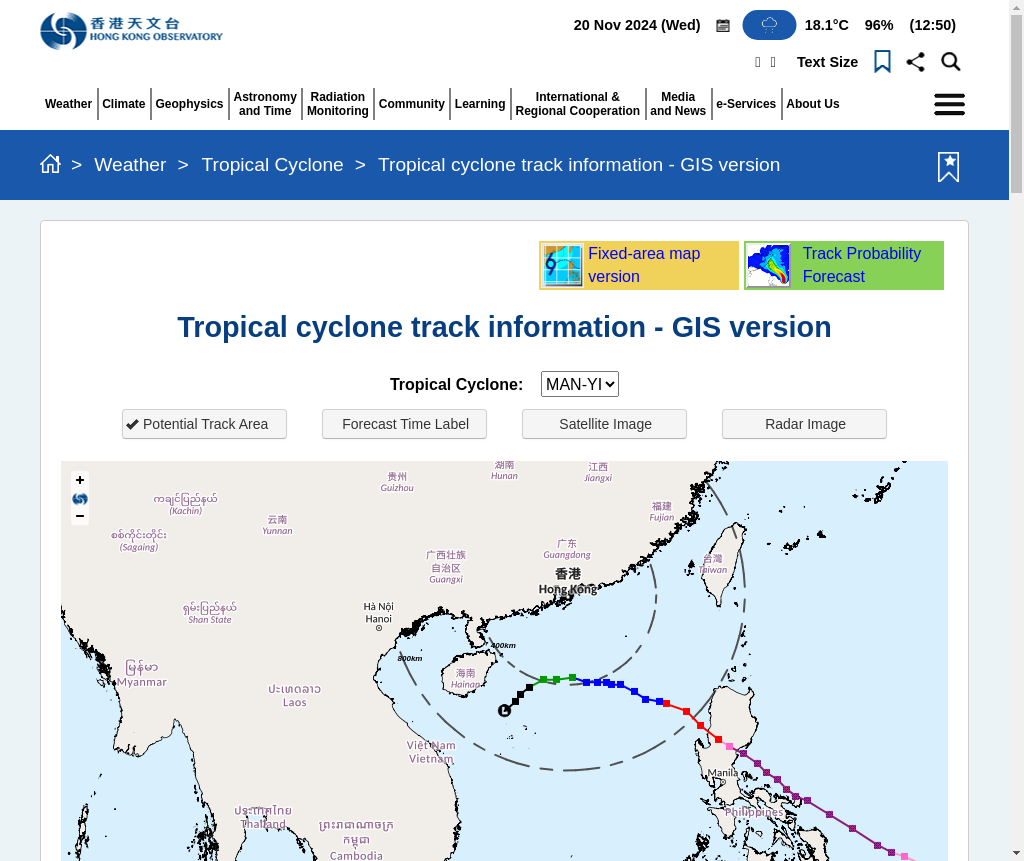 香港天文台
HONG KONG OBSERVATORY
20 Nov 2024 (Wed) 18.1°C 96% (12:50)
Text Size
Weather
Climate
Geophysics
Astronomy
and Time
Radiation
Monitoring
Community
Learning
International &
Regional Cooperation
Media
and News
e-Services
About Us
> Weather > Tropical Cyclone > Tropical cyclone track information - GIS version
Fixed-area map
version
Track Probability
Forecast
Tropical cyclone track information - GIS version
Tropical Cyclone: MAN-YI
Potential Track Area
Forecast Time Label
Satellite Image
Radar Image
+
−
湖南
Hunan
江西
Jiangxi
贵州
Guizhou
ကချင်ပြည်နယ်
(Kachin)
福建
Fujian
云南
Yunnan
စစ်ကိုင်းတိုင်း
(Sagaing)
广东
Guangdong
广西壮族
自治区
Guangxi
台灣
Taiwan
香港
Hong Kong
ရှမ်းပြည်နယ်
Shan State
Hà Nội
Hanoi
400km
800km
မြန်မာ
Myanmar
海南
Hainan
ປະເທດລາວ
Laos
L
Việt Nam
Vietnam
Manila
ประเทศไทย
Thailand
Philippines
ព្រះរាជាណាចក្រ
កម្ពុជា
Cambodia